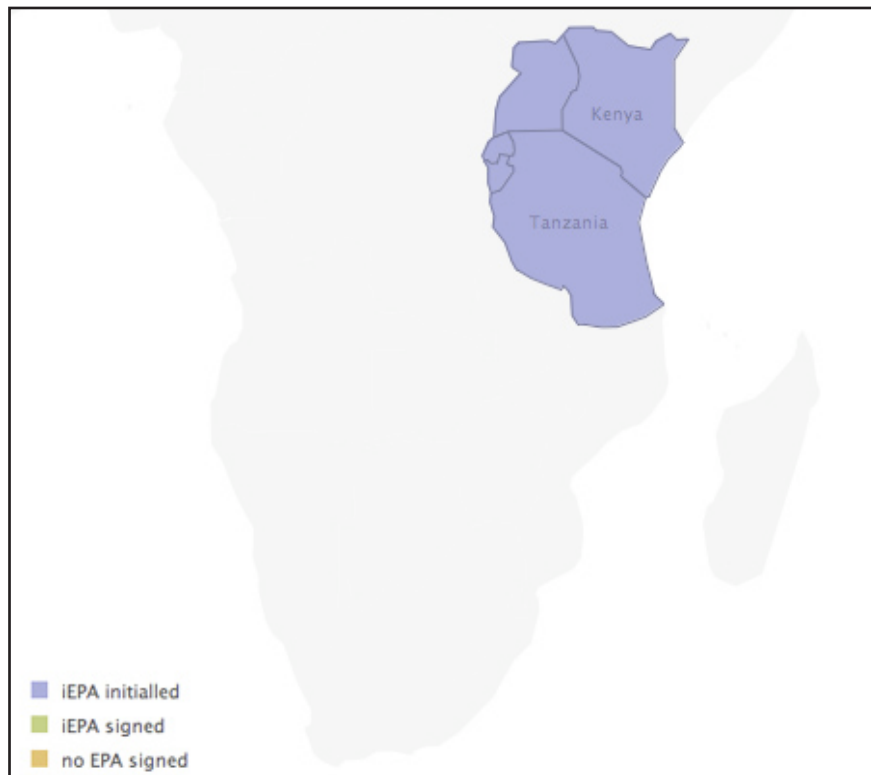 Kenya
Tanzania
iEPA initialled
iEPA signed
no EPA signed